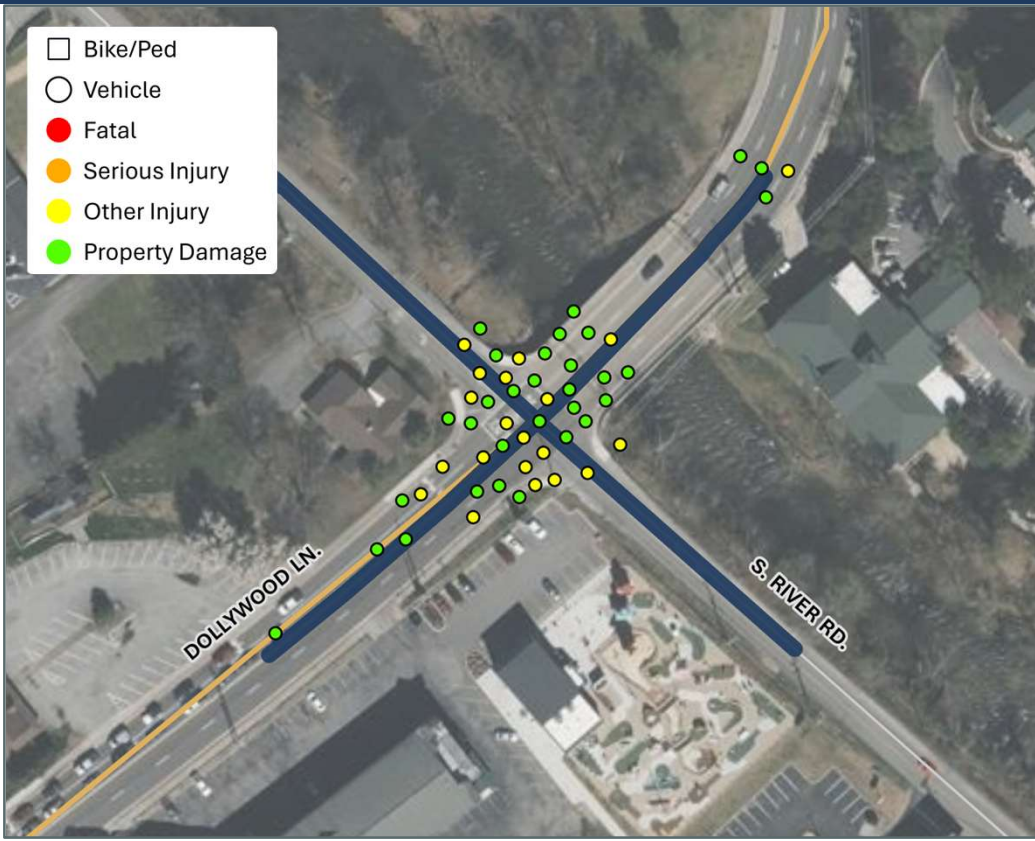 Bike/Ped
Vehicle
Fatal
Serious Injury
Other Injury
Property Damage
DOLLYWOOD LN.
S. RIVER RD.